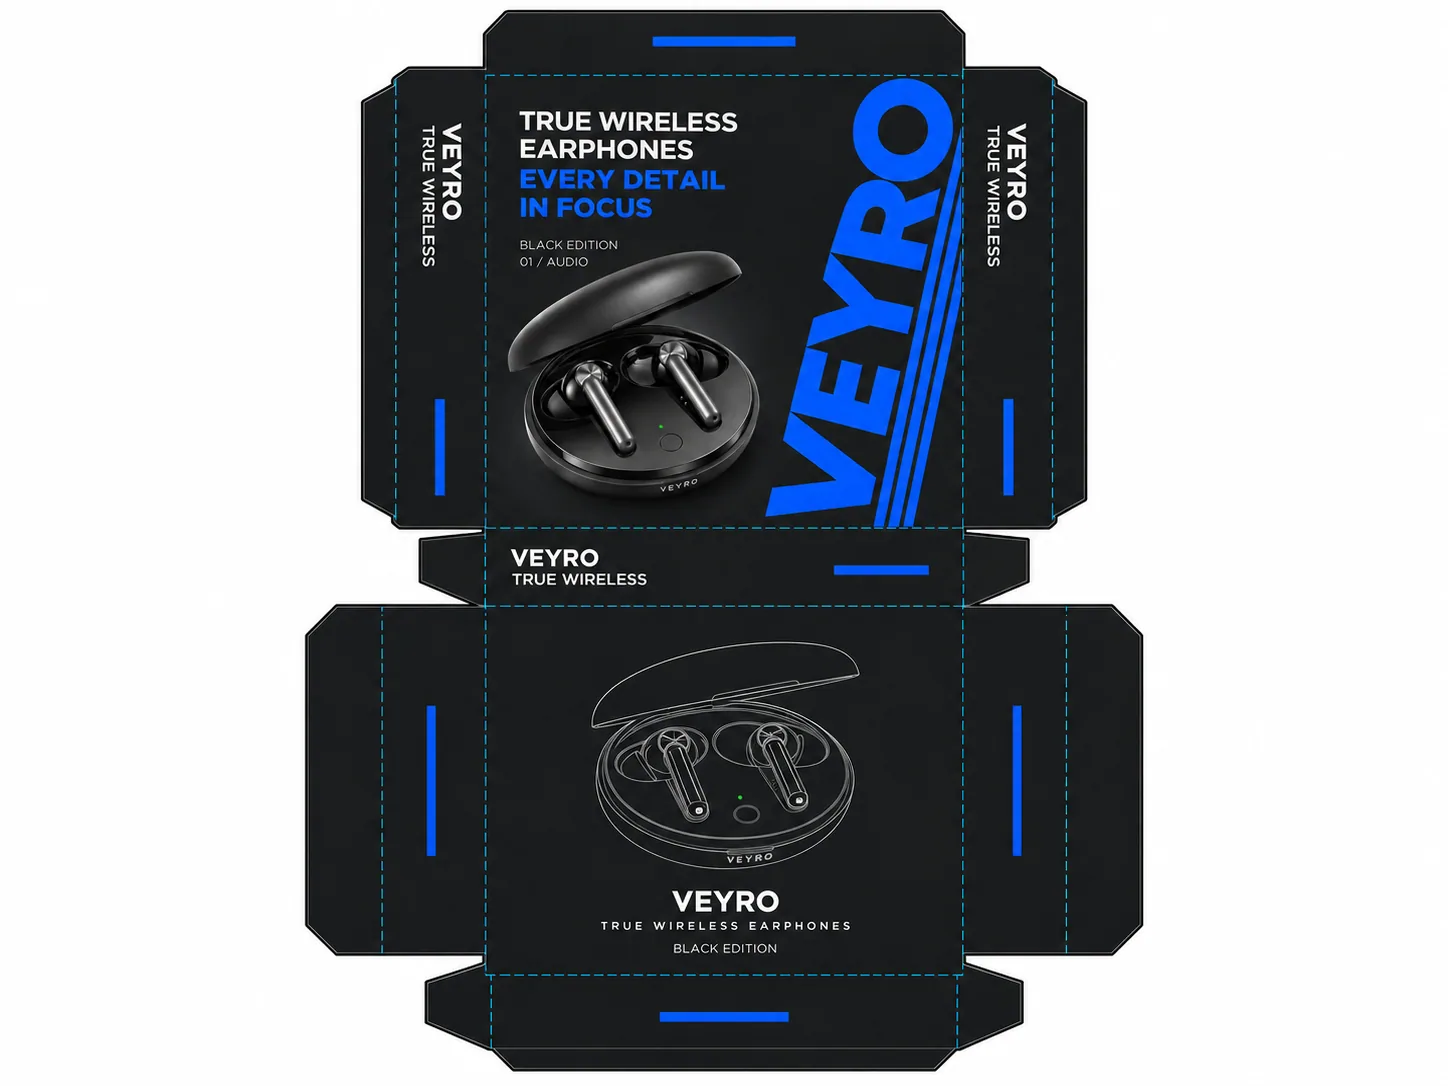 VEYRO
TRUE WIRELESS
TRUE WIRELESS
EARPHONES
EVERY DETAIL
IN FOCUS
BLACK EDITION
01 / AUDIO
VEYRO
VEYRO
VEYRO
TRUE WIRELESS
VEYRO
TRUE WIRELESS
VEYRO
VEYRO
TRUE WIRELESS EARPHONES
BLACK EDITION